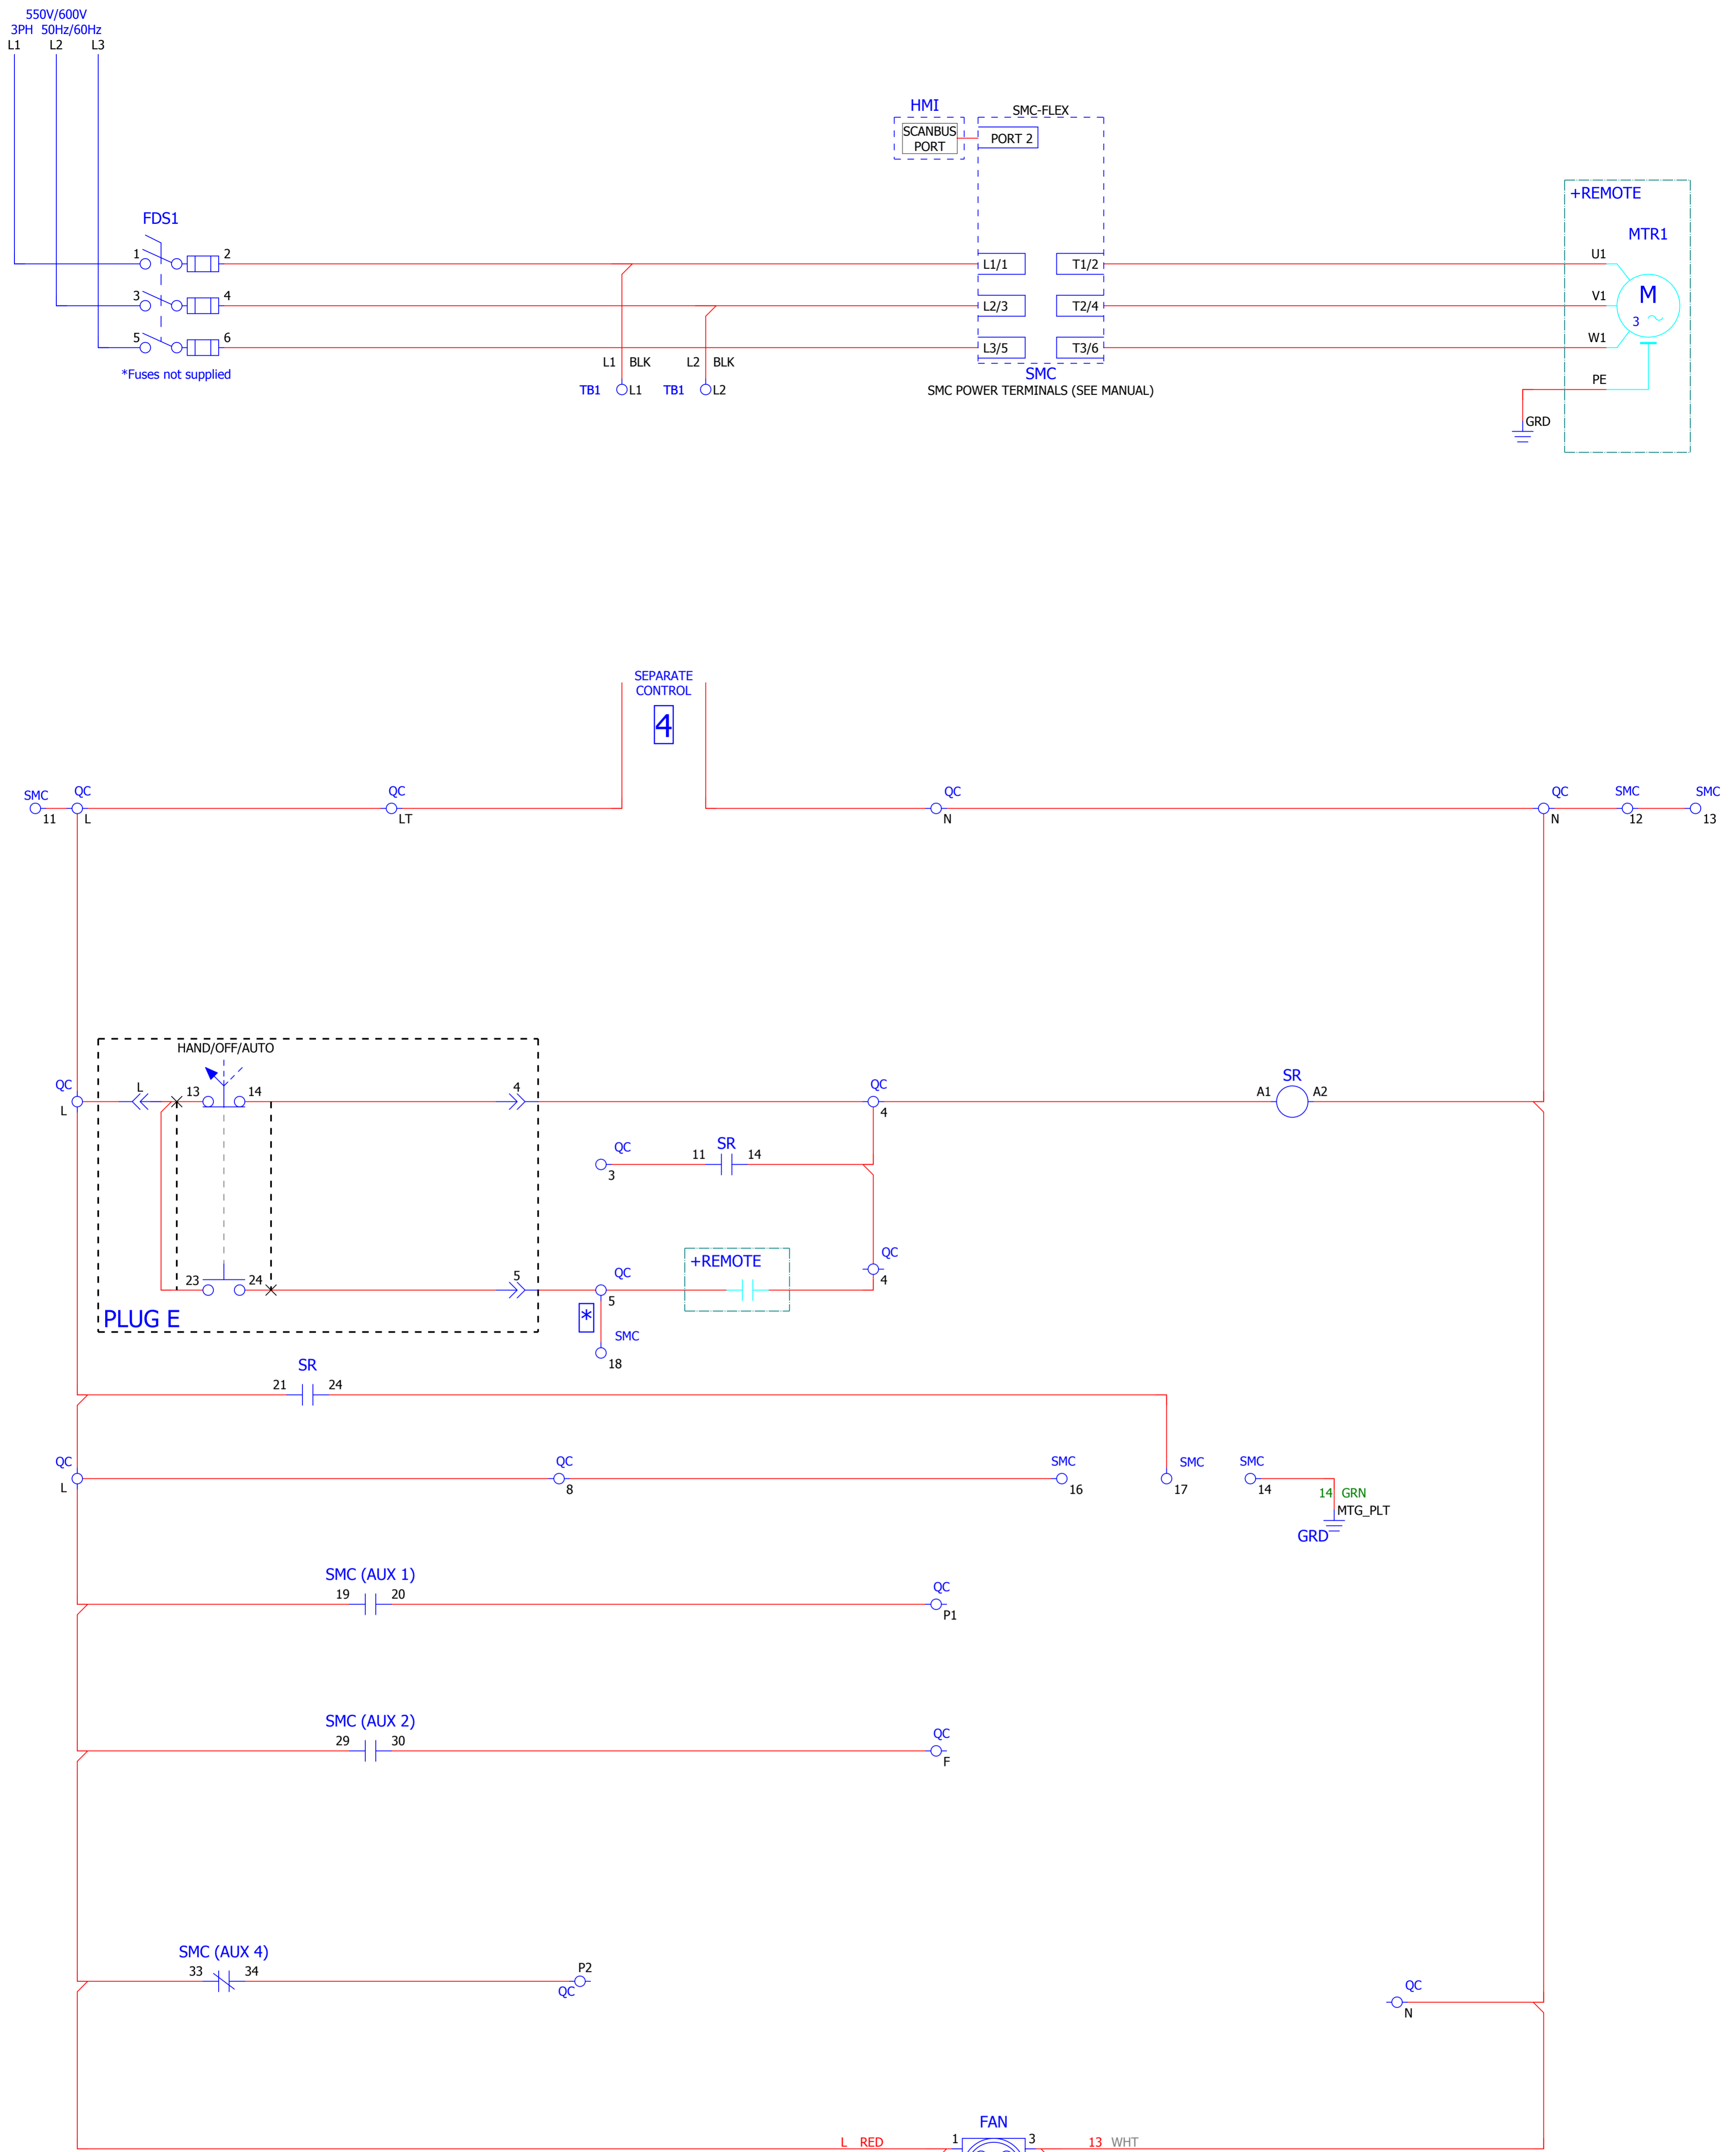 550V/600V
3PH 50Hz/60Hz
L1 L2 L3
HMI
SCANBUS
PORT
SMC-FLEX
PORT 2
+REMOTE
MTR1
FDS1
1 2
L1/1 T1/2
U1
3 4
L2/3 T2/4
V1
M
3
5 6
L3/5 T3/6
W1
*Fuses not supplied
L1 BLK L2 BLK
TB1 L1 TB1 L2
SMC
SMC POWER TERMINALS (SEE MANUAL)
PE
GRD
SEPARATE
CONTROL
4
SMC QC QC QC QC SMC SMC
11 L LT N N 12 13
HAND/OFF/AUTO
QC L 13 14 4 QC A1 SR A2
L 4
QC 11 SR 14
3
+REMOTE
QC
4
23 24 5 QC
5
PLUG E
*
SMC
18
SR
21 24
QC QC SMC SMC SMC
L 8 16 17 14
14 GRN
MTG_PLT
GRD
SMC (AUX 1)
19 20 QC
P1
SMC (AUX 2)
29 30 QC
F
SMC (AUX 4)
33 34 P2
QC
QC
N
FAN
L RED 1 3 13 WHT